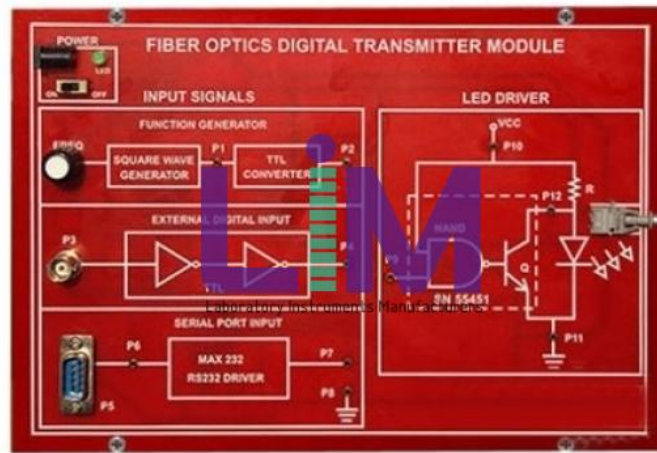 POWER
LED
ON
OFF
FIBER OPTICS DIGITAL TRANSMITTER MODULE
INPUT SIGNALS
FUNCTION GENERATOR
FREQ
SQUARE WAVE
GENERATOR
P1
TTL
CONVERTER
P2
EXTERNAL DIGITAL INPUT
P3
TTL
P4
SERIAL PORT INPUT
P5
P6
MAX 232
RS232 DRIVER
P7
P8
LED DRIVER
VCC
P10
R
P12
NAND
P9
Q
SN 55451
P11
LiM
Laboratory Instruments Manufacturers